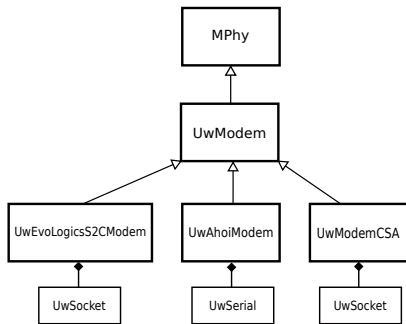 MPhy
UwModem
UwEvoLogicsS2CModem
UwAhoiModem
UwModemCSA
UwSocket
UwSerial
UwSocket